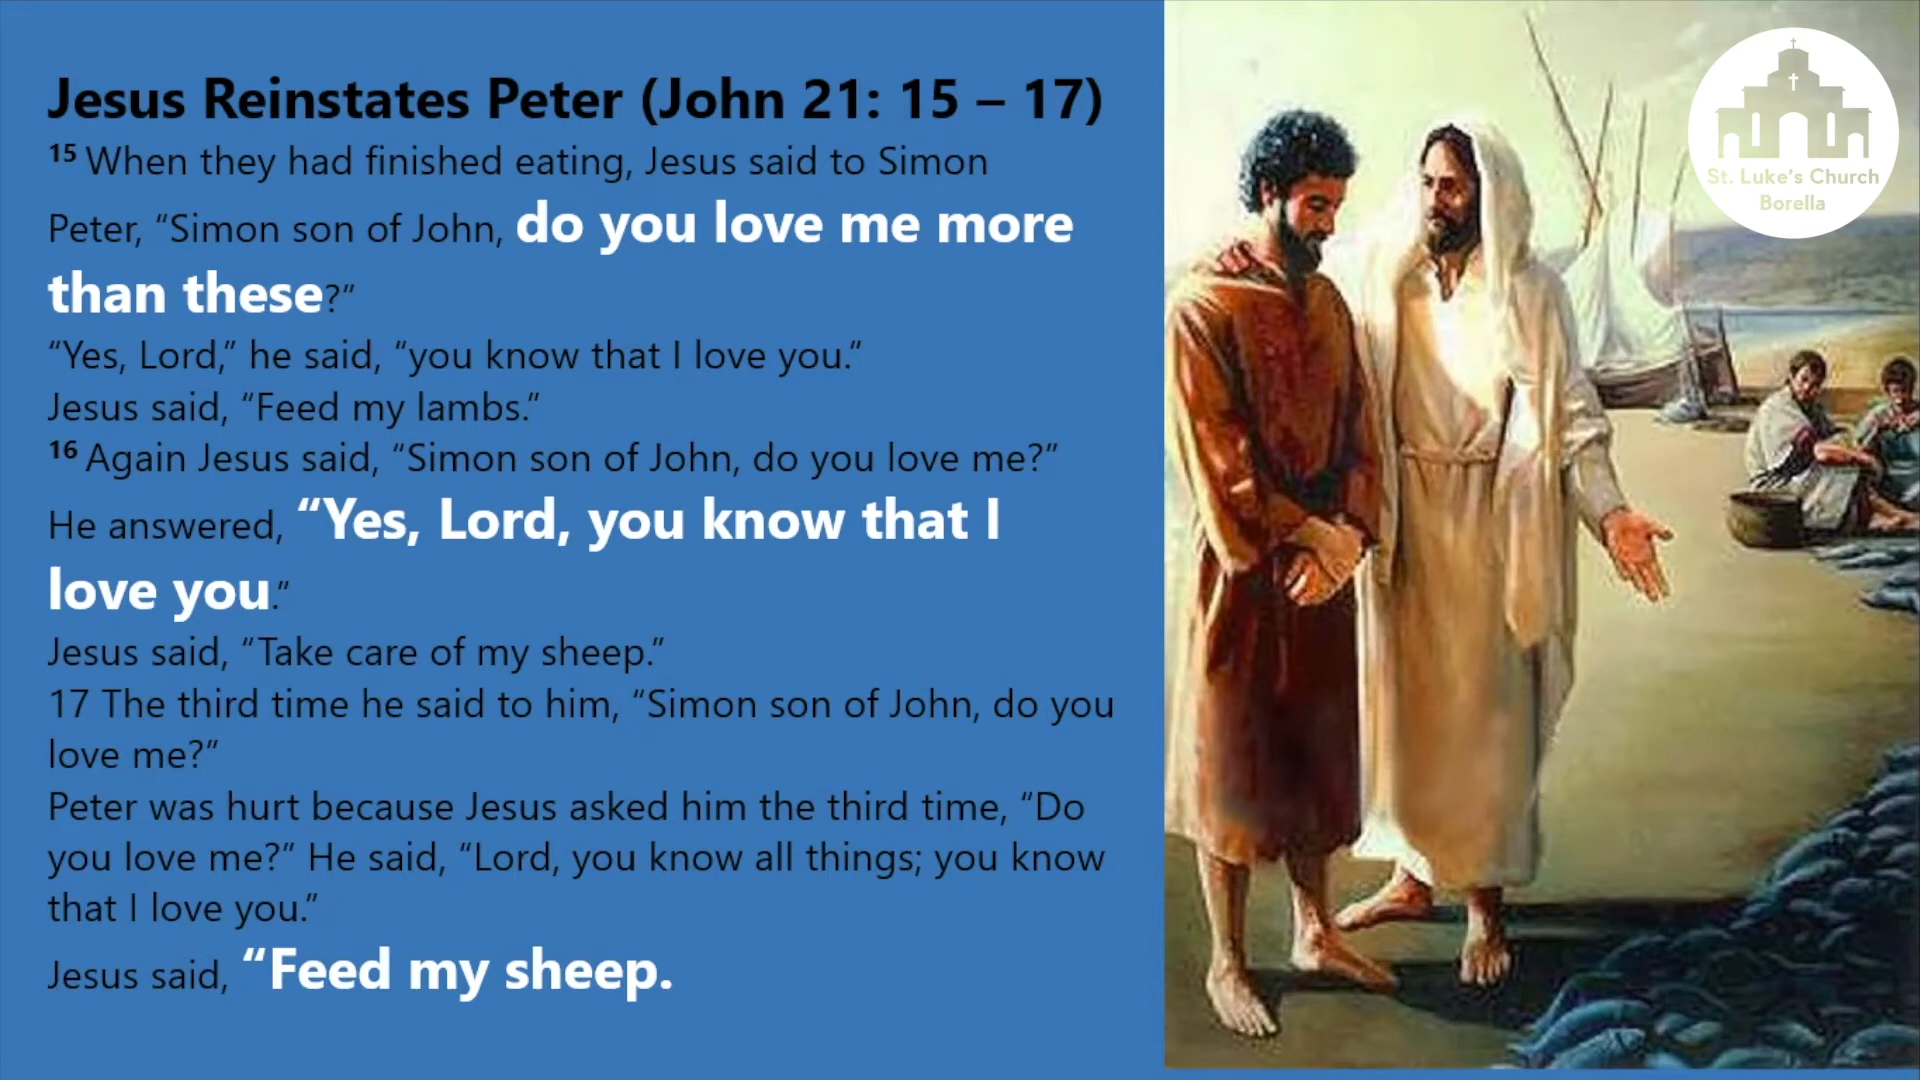 Jesus Reinstates Peter (John 21: 15 – 17)
15 When they had finished eating, Jesus said to Simon
Peter, “Simon son of John, do you love me more
than these?”
“Yes, Lord,” he said, “you know that I love you.”
Jesus said, “Feed my lambs.”
16 Again Jesus said, “Simon son of John, do you love me?”
He answered, “Yes, Lord, you know that I
love you.”
Jesus said, “Take care of my sheep.”
17 The third time he said to him, “Simon son of John, do you
love me?”
Peter was hurt because Jesus asked him the third time, “Do
you love me?” He said, “Lord, you know all things; you know
that I love you.”
Jesus said, “Feed my sheep.
St. Luke's Church
Borella